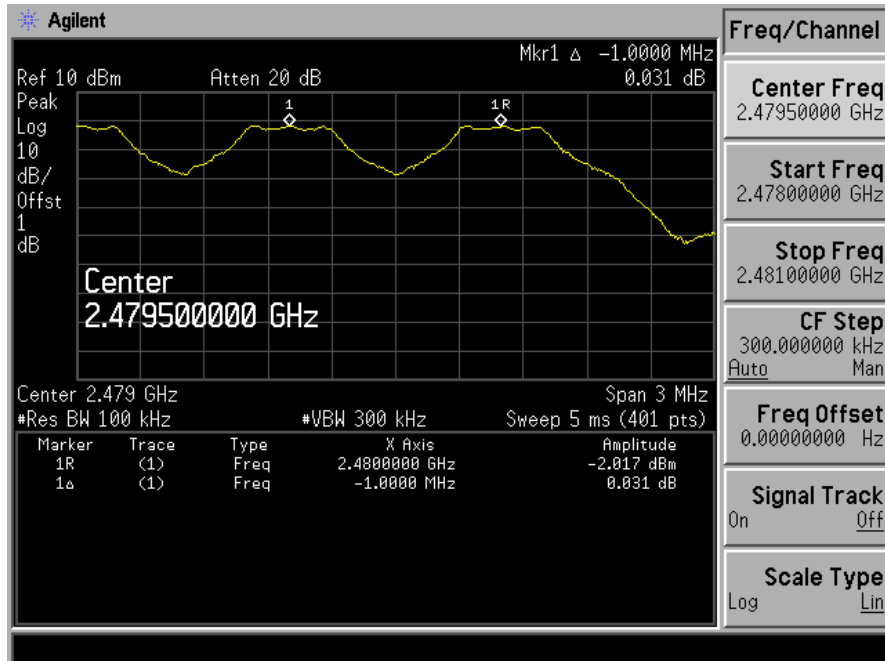 Agilent
Freq/Channel
Mkr1 Δ -1.0000 MHz
Ref 10 dBm Atten 20 dB 0.031 dB
Peak
Log
10
dB/
Offst
1
dB
1
1R
Center
2.479500000 GHz
Center 2.479 GHz Span 3 MHz
#Res BW 100 kHz #VBW 300 kHz Sweep 5 ms (401 pts)
Marker Trace Type X Axis Amplitude
1R (1) Freq 2.4800000 GHz -2.017 dBm
1Δ (1) Freq -1.0000 MHz 0.031 dB
Center Freq
2.47950000 GHz
Start Freq
2.47800000 GHz
Stop Freq
2.48100000 GHz
CF Step
300.000000 kHz
Auto Man
Freq Offset
0.00000000 Hz
Signal Track
On Off
Scale Type
Log Lin